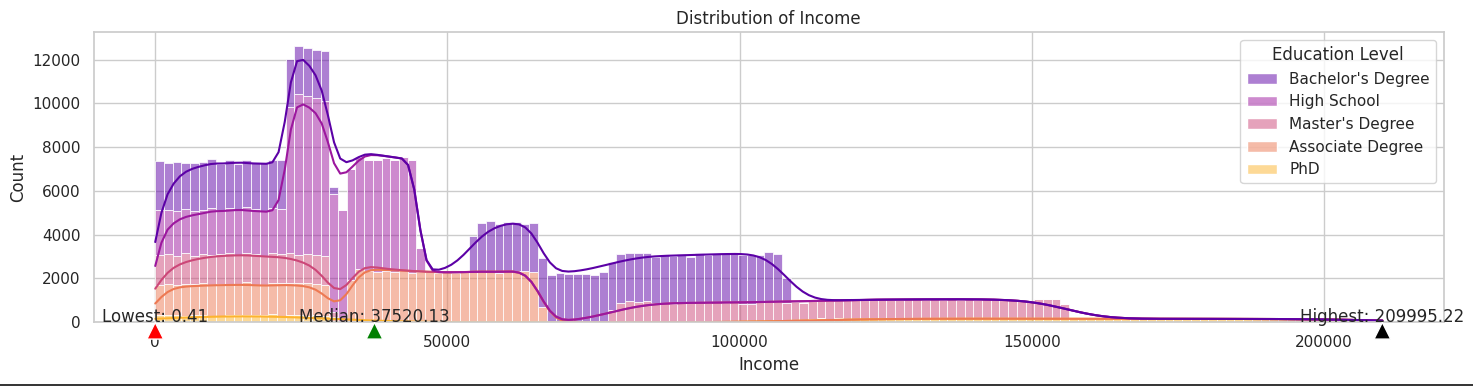 Distribution of Income
Education Level
Bachelor's Degree
High School
Master's Degree
Associate Degree
PhD
Count
12000
10000
8000
6000
4000
2000
0
Lowest: 0.41
Median: 37520.13
Highest: 209995.22
0 50000 100000 150000 200000
Income